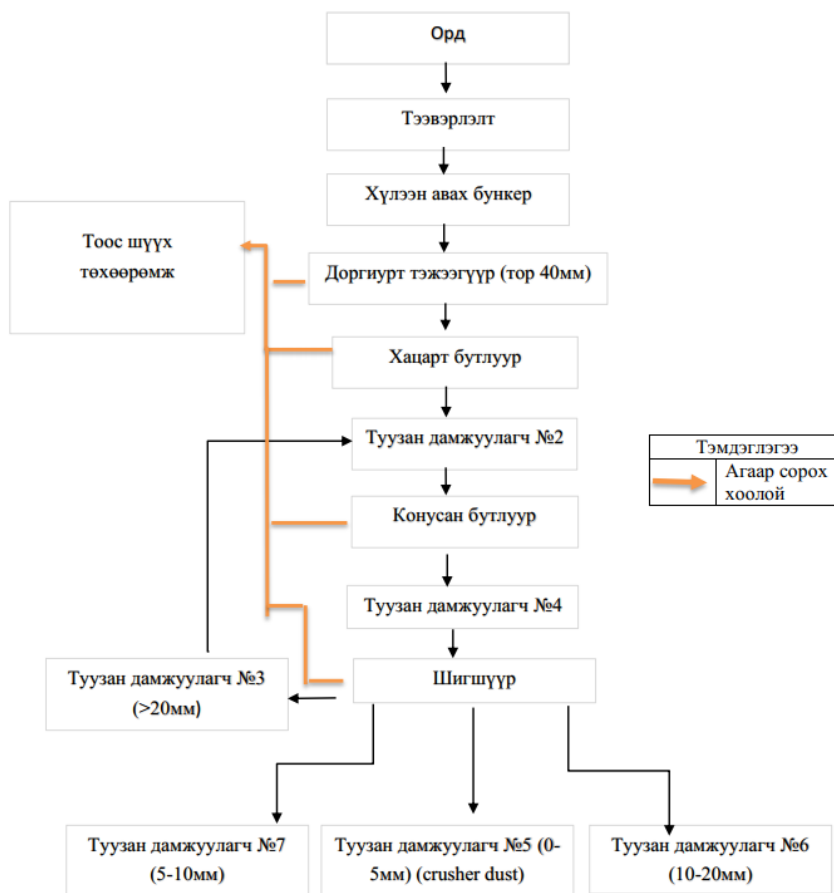 Орд
Тээвэрлэлт
Хүлээн авах бункер
Тоос шүүх
төхөөрөмж
Доргиурт тэжээгүүр (тор 40мм)
Хацарт бутлуур
Туузан дамжуулагч №2
Тэмдэглэгээ
Агаар сорох
хоолой
Конусан бутлуур
Туузан дамжуулагч №4
Туузан дамжуулагч №3
(>20мм)
Шигшүүр
Туузан дамжуулагч №7
(5-10мм)
Туузан дамжуулагч №5 (0-
5мм) (crusher dust)
Туузан дамжуулагч №6
(10-20мм)